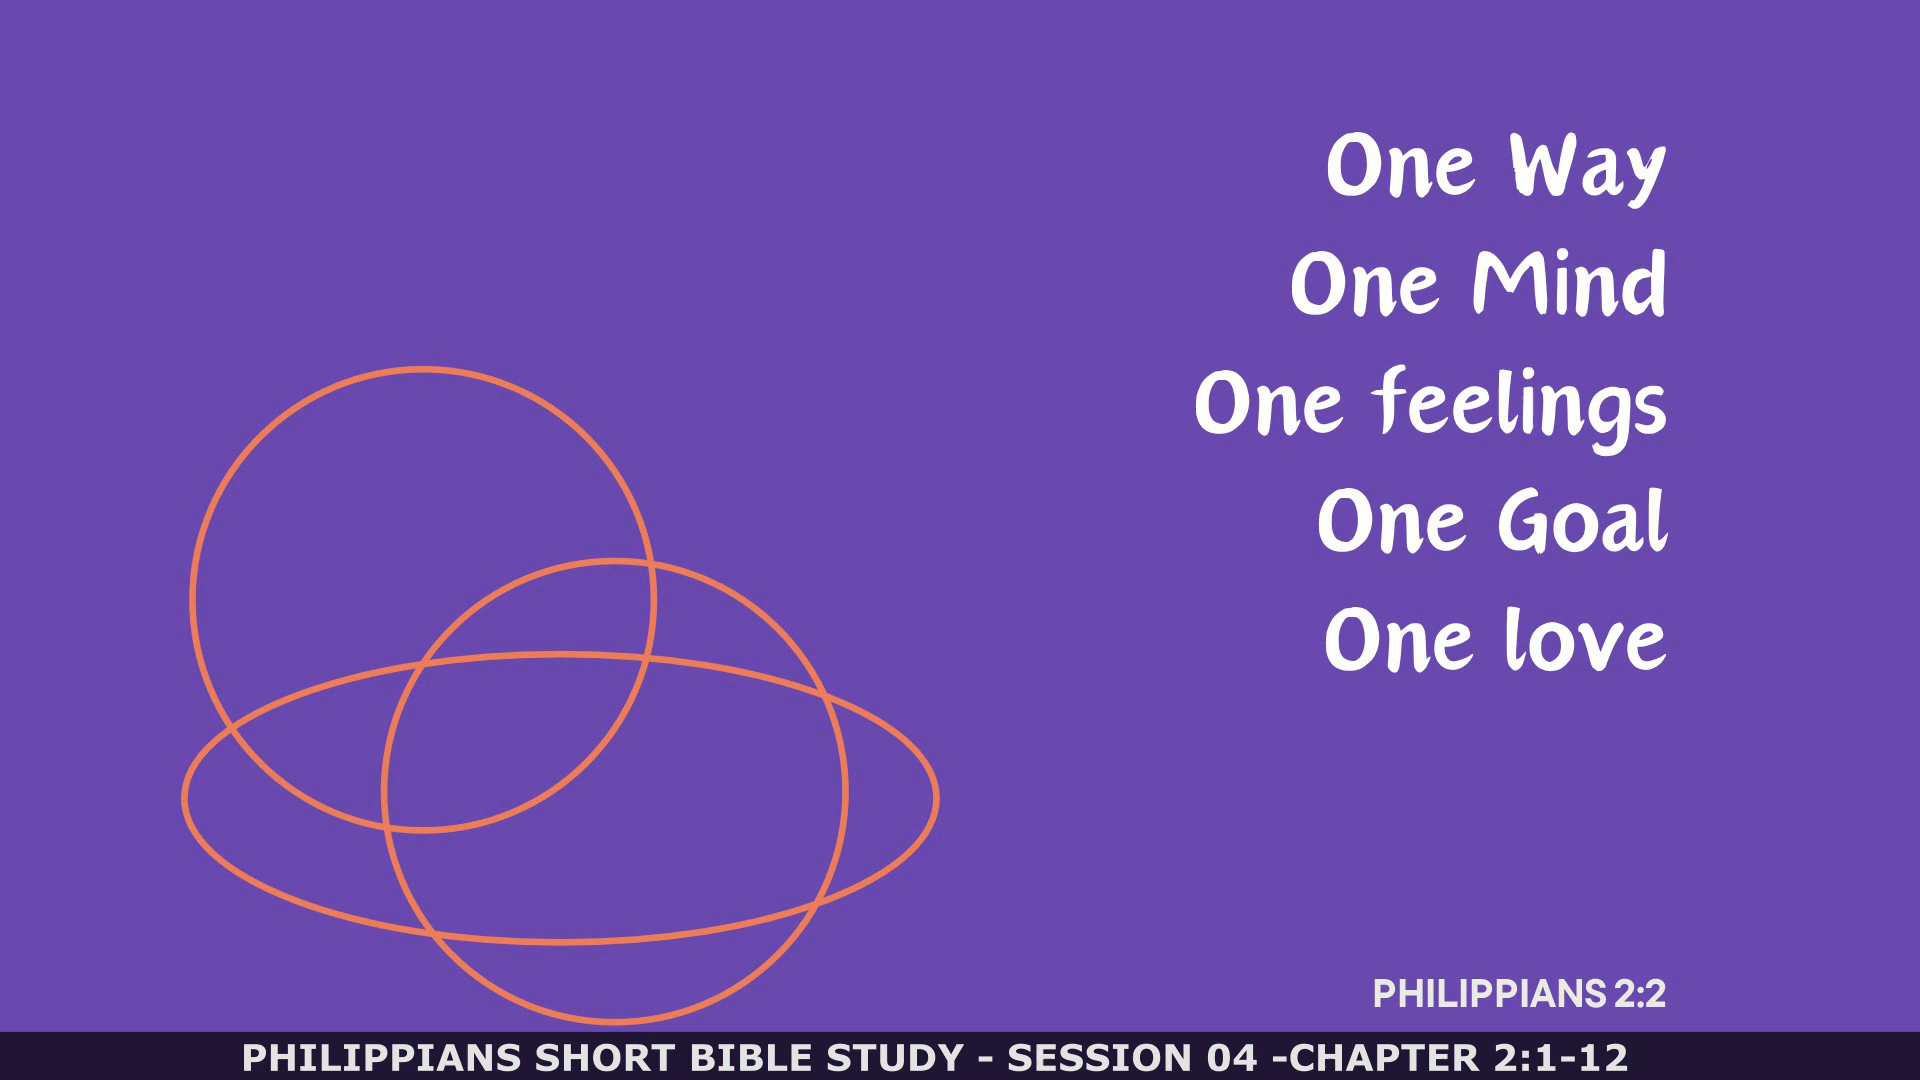 One Way
One Mind
One feelings
One Goal
One love
PHILIPPIANS 2:2
PHILIPPIANS SHORT BIBLE STUDY - SESSION 04 -CHAPTER 2:1-12